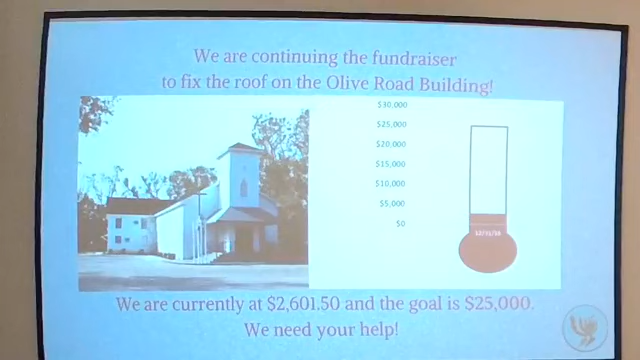 We are continuing the fundraiser
to fix the roof on the Olive Road Building!
$30,000
$25,000
$20,000
$15,000
$10,000
$5,000
$0
We are currently at $2,601.50 and the goal is $25,000.
We need your help!